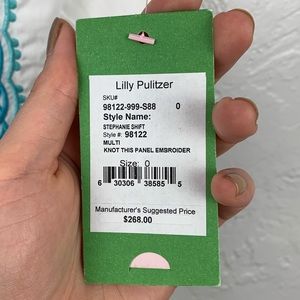 Lilly Pulitzer
SKU#
98122-999-S88 0
Style Name:
STEPHANIE SHIFT
Style #: 98122
MULTI
KNOT THIS PANEL EMBROIDER
Size: 0
6 30306 38585 5
Manufacturer's Suggested Price
$268.00